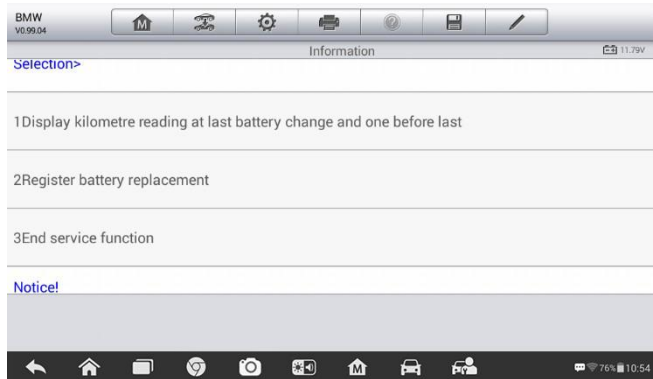 BMW
V0.99.04
Information
11.79V
Selection>
1Display kilometre reading at last battery change and one before last
2Register battery replacement
3End service function
Notice!
76% 10:54